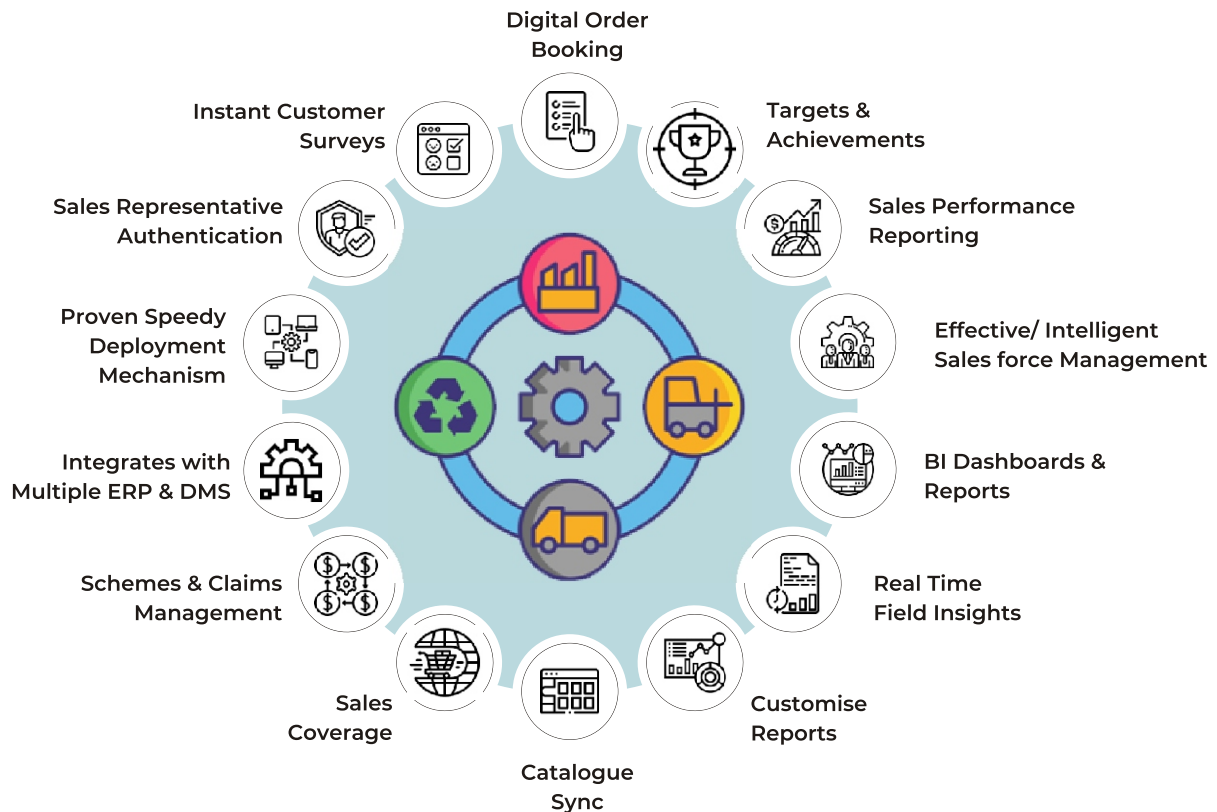 Digital Order
Booking
Targets &
Achievements
Sales Performance
Reporting
Effective/ Intelligent
Sales force Management
BI Dashboards &
Reports
Real Time
Field Insights
Customise
Reports
Catalogue
Sync
Sales
Coverage
Schemes & Claims
Management
Integrates with
Multiple ERP & DMS
Proven Speedy
Deployment
Mechanism
Sales Representative
Authentication
Instant Customer
Surveys